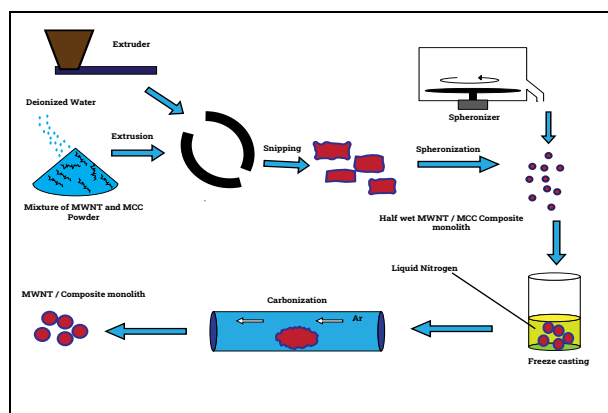 Extruder
Spheronizer
Deionized Water
Extrusion
Snipping
Spheronization
Mixture of MWNT and MCC
Powder
Half wet MWNT / MCC Composite
monolith
Liquid Nitrogen
MWNT / Composite monolith
Carbonization
Ar
Freeze casting